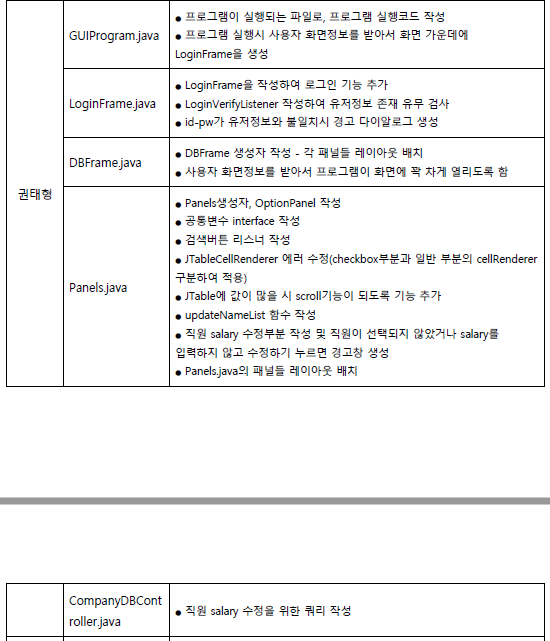 GUIProgram.java
● 프로그램이 실행되는 파일로, 프로그램 실행코드 작성
● 프로그램 실행시 사용자 화면정보를 받아서 화면 가운데에
LoginFrame을 생성
LoginFrame.java
● LoginFrame을 작성하여 로그인 기능 추가
● LoginVerifyListener 작성하여 유저정보 존재 유무 검사
● id-pw가 유저정보와 불일치시 경고 다이알로그 생성
DBFrame.java
● DBFrame 생성자 작성 - 각 패널들 레이아웃 배치
● 사용자 화면정보를 받아서 프로그램이 화면에 꽉 차게 열리도록 함
권태형
Panels.java
● Panels생성자, OptionPanel 작성
● 공통변수 interface 작성
● 검색버튼 리스너 작성
● JTableCellRenderer 에러 수정(checkbox부분과 일반 부분의 cellRenderer
구분하여 적용)
● JTable에 값이 많을 시 scroll기능이 되도록 기능 추가
● updateNameList 함수 작성
● 직원 salary 수정부분 작성 및 직원이 선택되지 않았거나 salary를
입력하지 않고 수정하기 누르면 경고창 생성
● Panels.java의 패널들 레이아웃 배치
CompanyDBCont
roller.java
● 직원 salary 수정을 위한 쿼리 작성